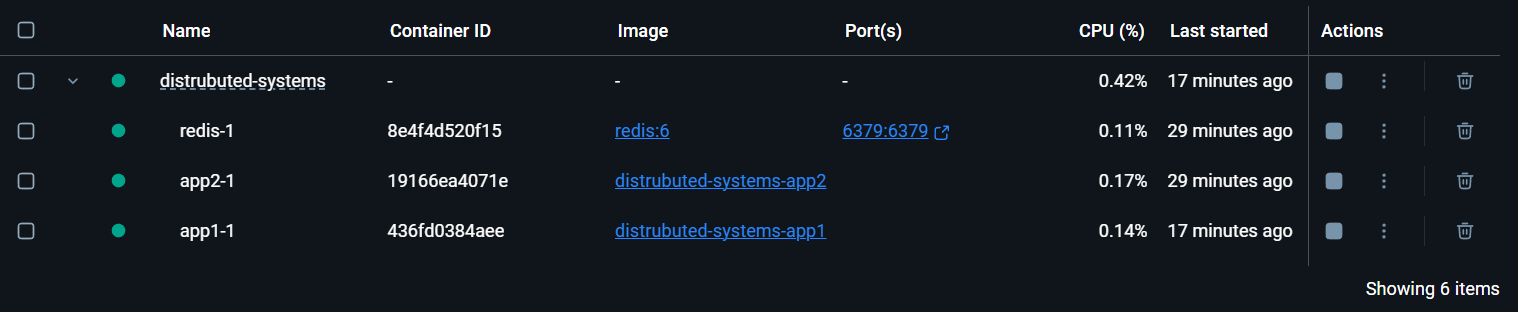 Name Container ID Image Port(s) CPU (%) Last started Actions
distrubuted-systems - - - 0.42% 17 minutes ago
redis-1 8e4f4d520f15 redis:6 6379:6379 0.11% 29 minutes ago
app2-1 19166ea4071e distrubuted-systems-app2 0.17% 29 minutes ago
app1-1 436fd0384aee distrubuted-systems-app1 0.14% 17 minutes ago
Showing 6 items